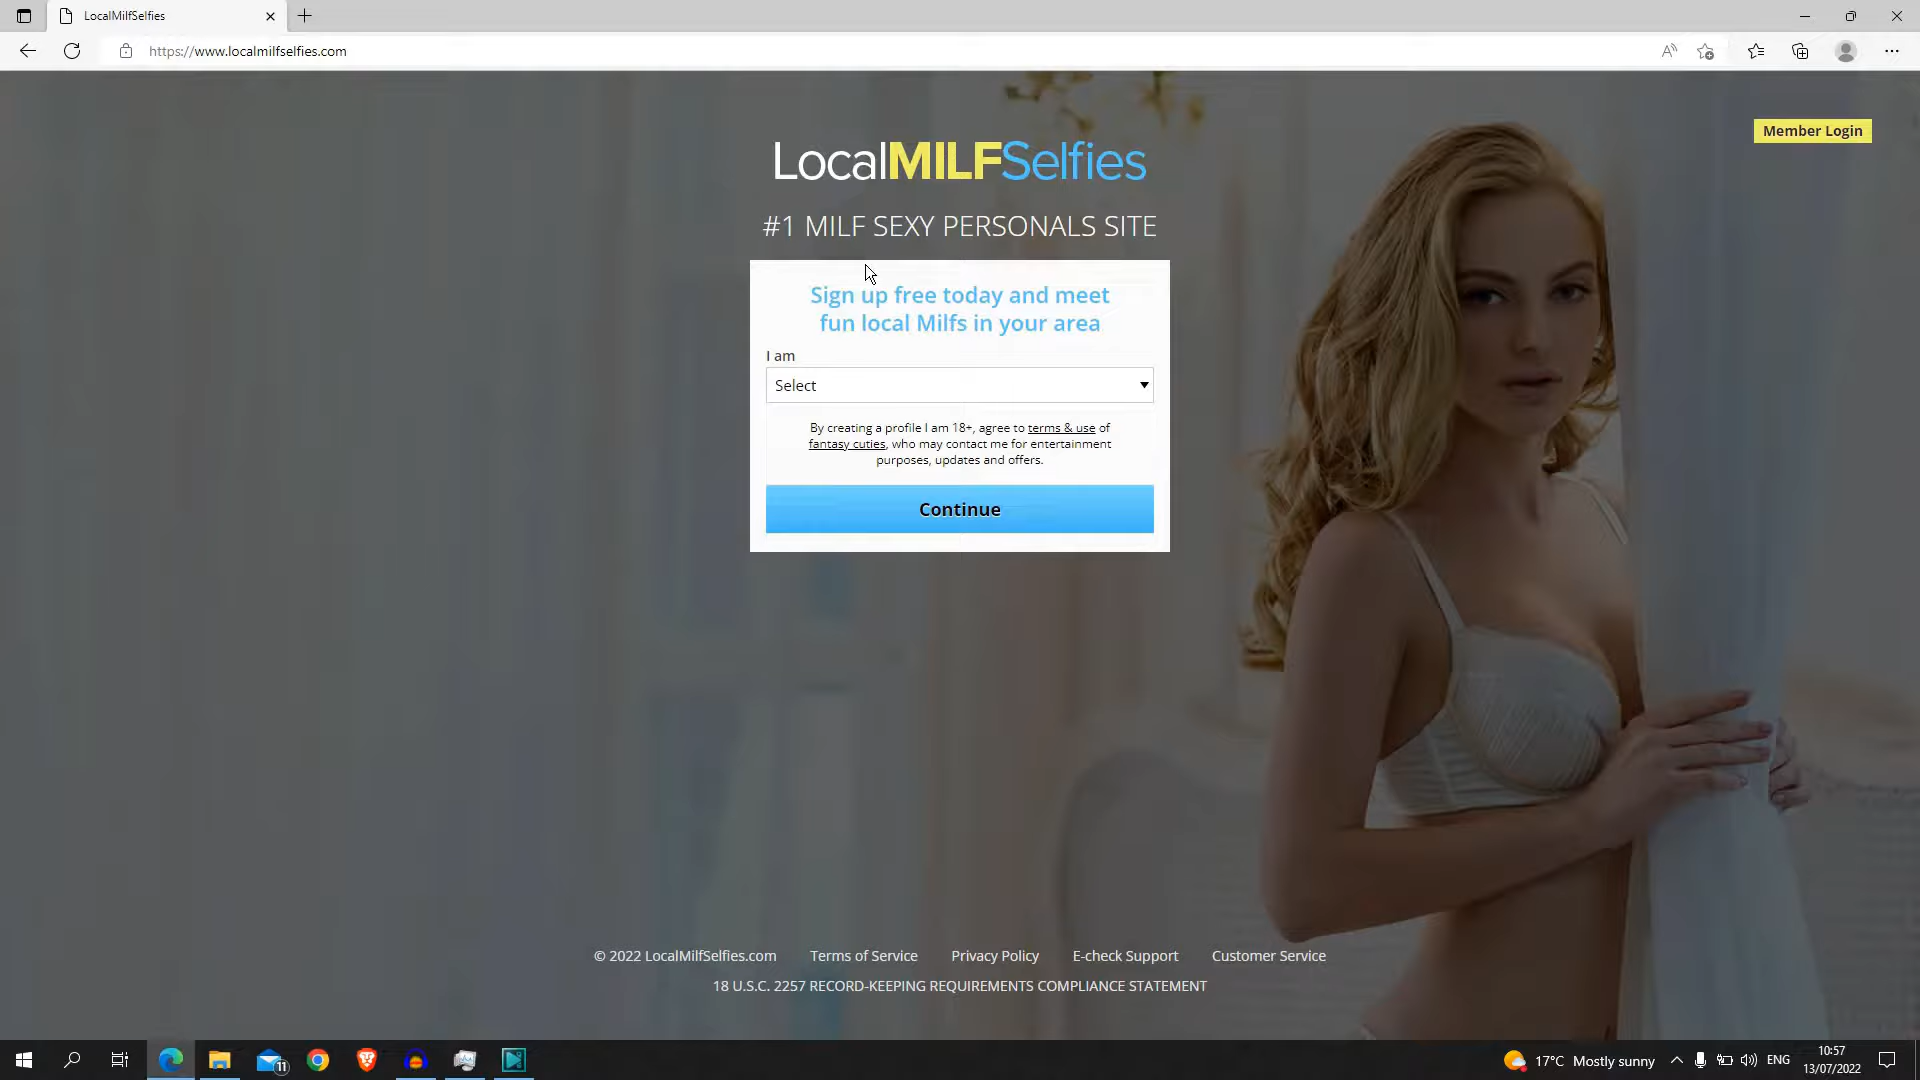 LocalMilfSelfies
https://www.localmilfselfies.com
Member Login
LocalMILFSelfies
#1 MILF SEXY PERSONALS SITE
Sign up free today and meet
fun local Milfs in your area
I am
Select
By creating a profile I am 18+, agree to terms & use of
fantasy cuties, who may contact me for entertainment
purposes, updates and offers.
Continue
© 2022 LocalMilfSelfies.com Terms of Service Privacy Policy E-check Support Customer Service
18 U.S.C. 2257 RECORD-KEEPING REQUIREMENTS COMPLIANCE STATEMENT
11
17°C Mostly sunny
ENG
10:57
13/07/2022